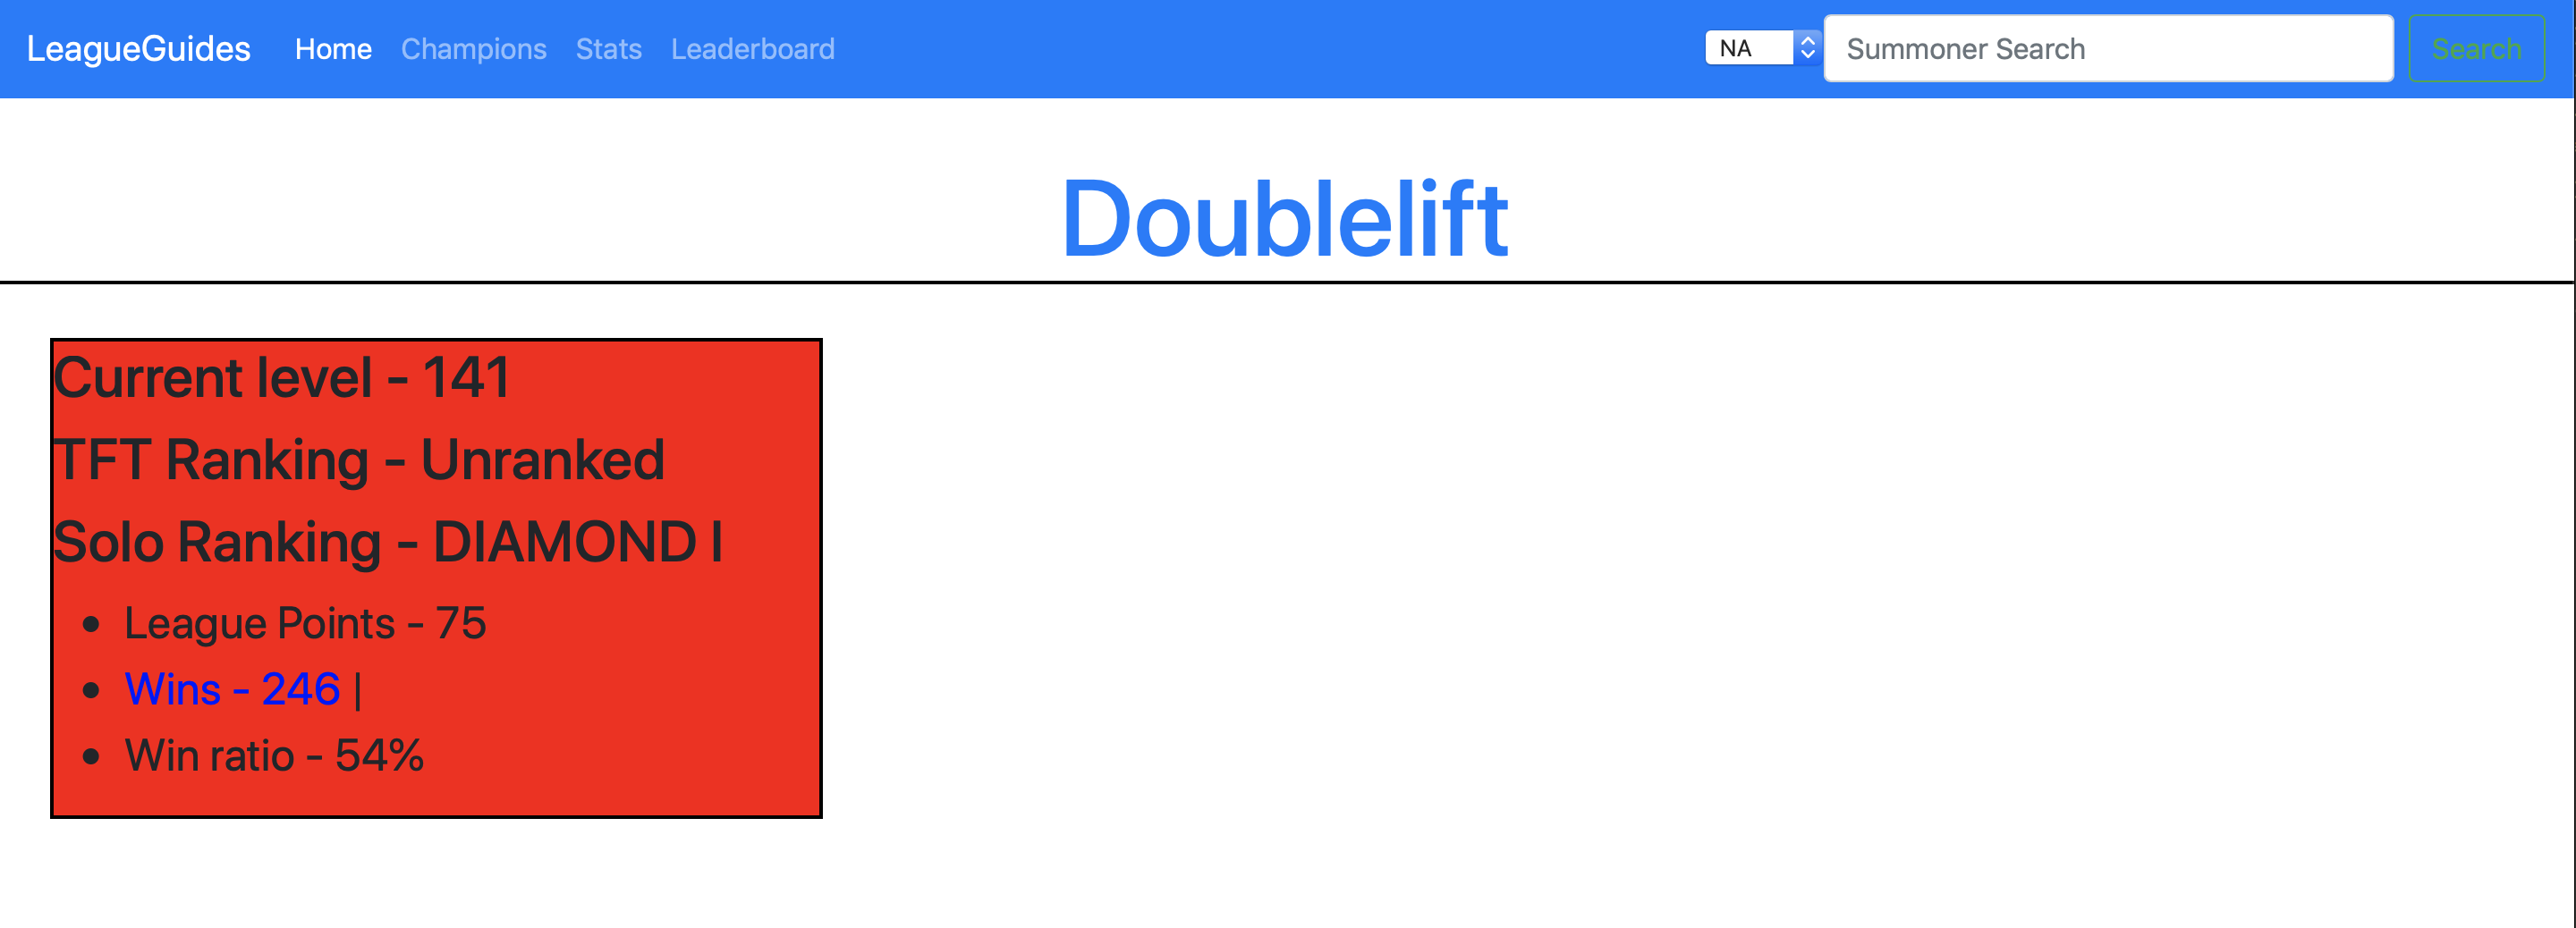 LeagueGuides Home Champions Stats Leaderboard NA Summoner Search Search
Doublelift
Current level - 141
TFT Ranking - Unranked
Solo Ranking - DIAMOND I
• League Points - 75
• Wins - 246 |
• Win ratio - 54%